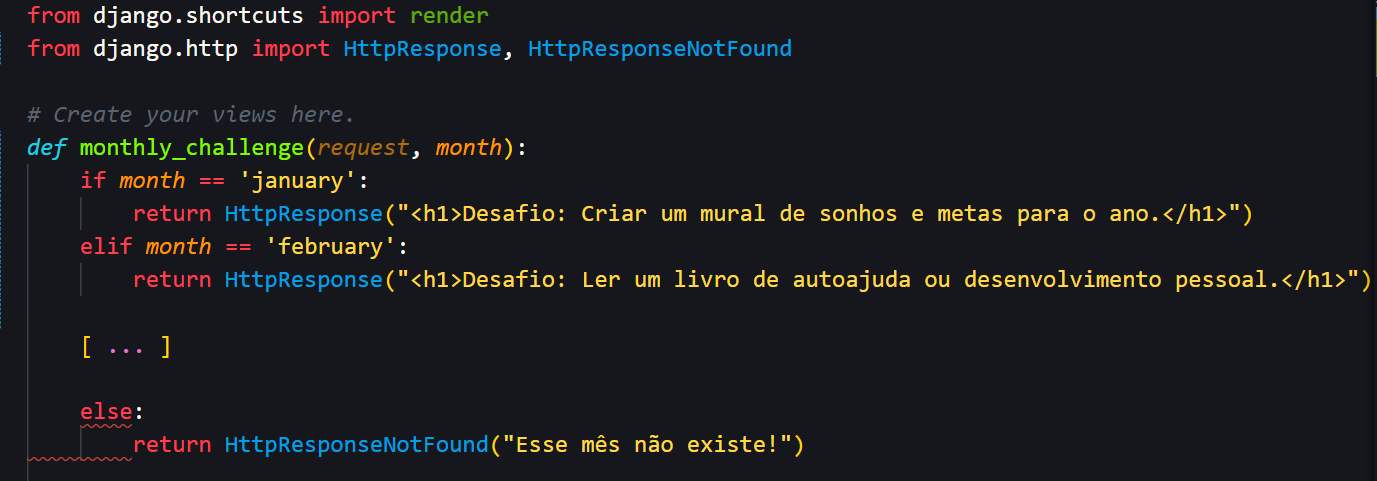 from django.shortcuts import render
from django.http import HttpResponse, HttpResponseNotFound
# Create your views here.
def monthly_challenge(request, month):
if month == 'january':
return HttpResponse("<h1>Desafio: Criar um mural de sonhos e metas para o ano.</h1>")
elif month == 'february':
return HttpResponse("<h1>Desafio: Ler um livro de autoajuda ou desenvolvimento pessoal.</h1>")
[ ... ]
else:
return HttpResponseNotFound("Esse mês não existe!")